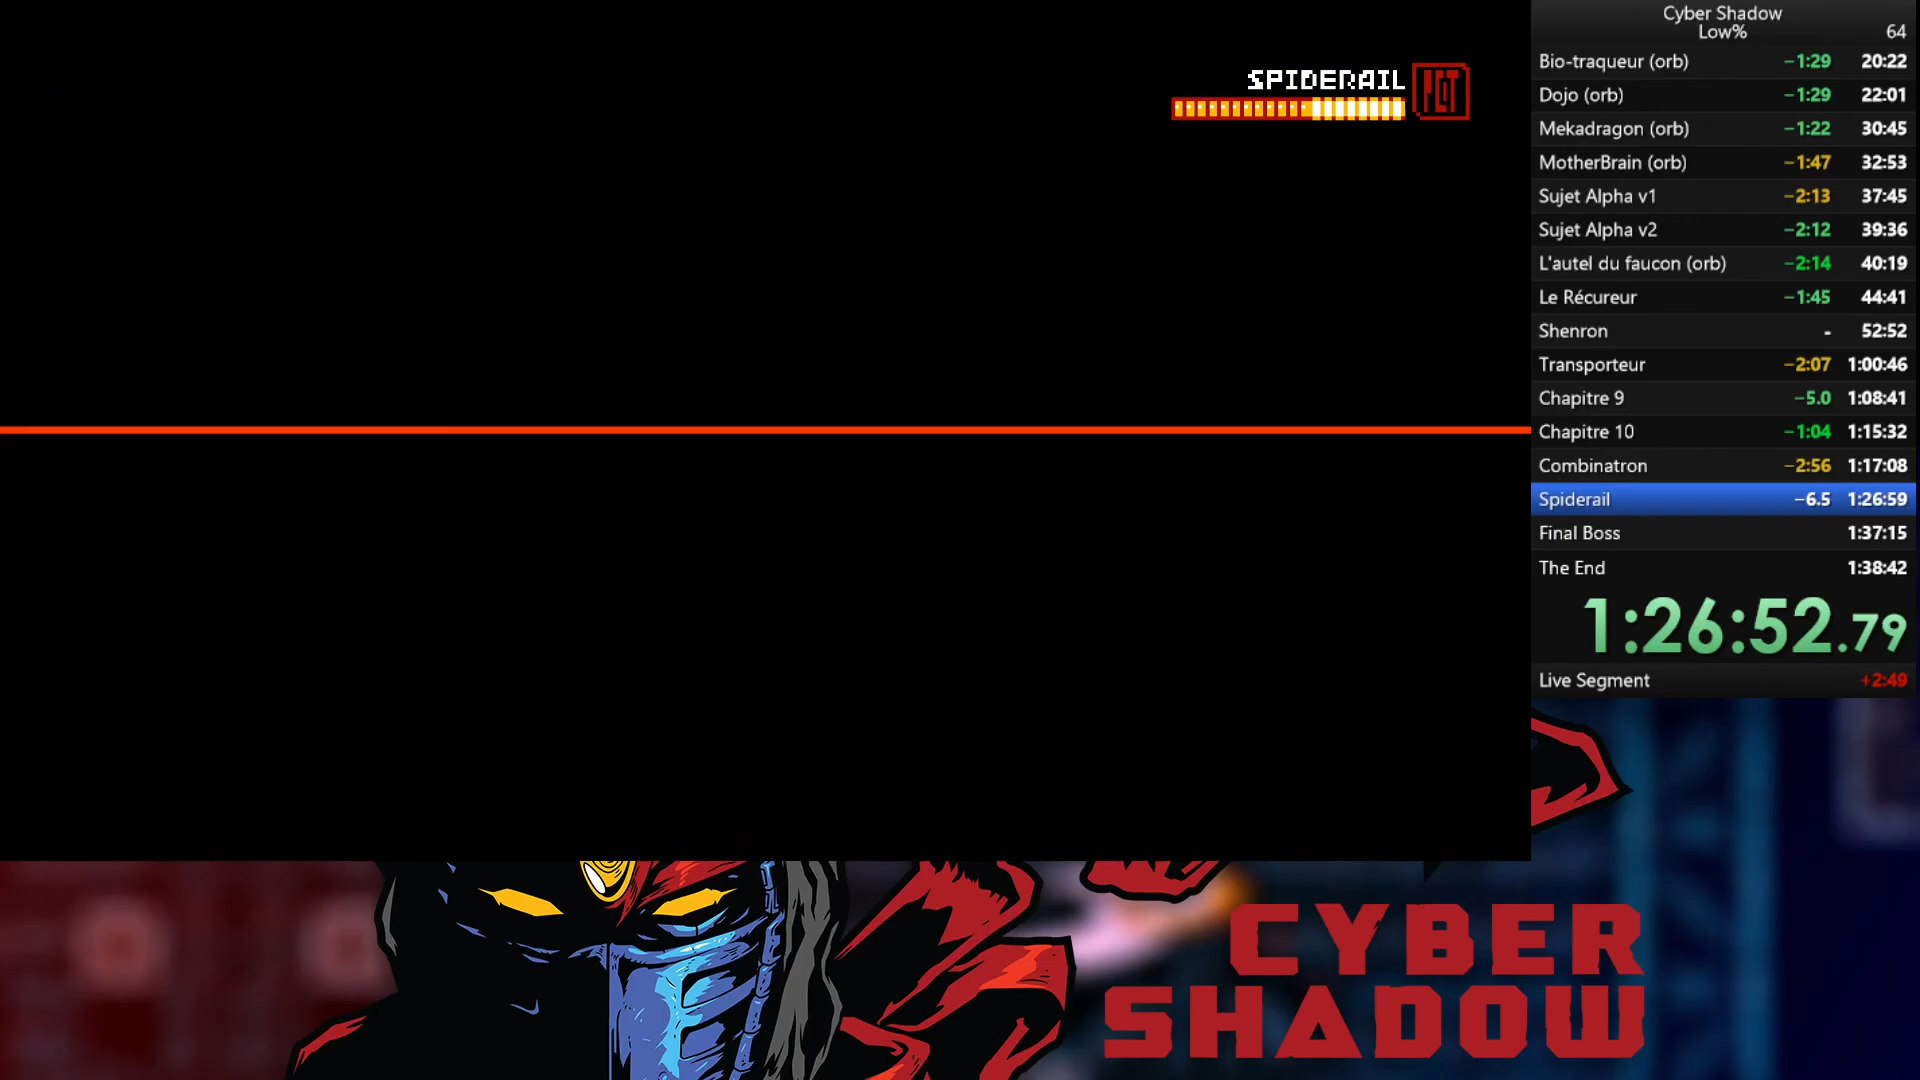 SPIDERAIL
Cyber Shadow
Low% 64
Bio-traqueur (orb) −1:29 20:22
Dojo (orb) −1:29 22:01
Mekadragon (orb) −1:22 30:45
MotherBrain (orb) −1:47 32:53
Sujet Alpha v1 −2:13 37:45
Sujet Alpha v2 −2:12 39:36
L'autel du faucon (orb) −2:14 40:19
Le Récureur −1:45 44:41
Shenron - 52:52
Transporteur −2:07 1:00:46
Chapitre 9 −5.0 1:08:41
Chapitre 10 −1:04 1:15:32
Combinatron −2:56 1:17:08
Spiderail −6.5 1:26:59
Final Boss 1:37:15
The End 1:38:42
1:26:52.79
Live Segment +2:49
CYBER
SHADOW